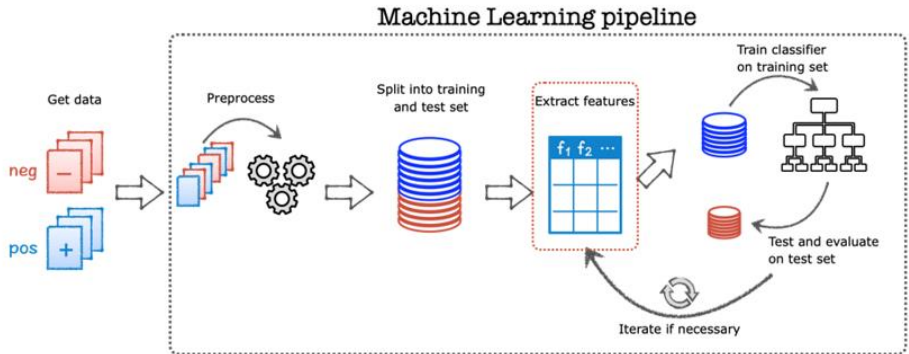 Machine Learning pipeline
Get data
neg
−
pos
+
Preprocess
Split into training
and test set
Extract features
f₁ f₂ ...
Train classifier
on training set
Test and evaluate
on test set
Iterate if necessary